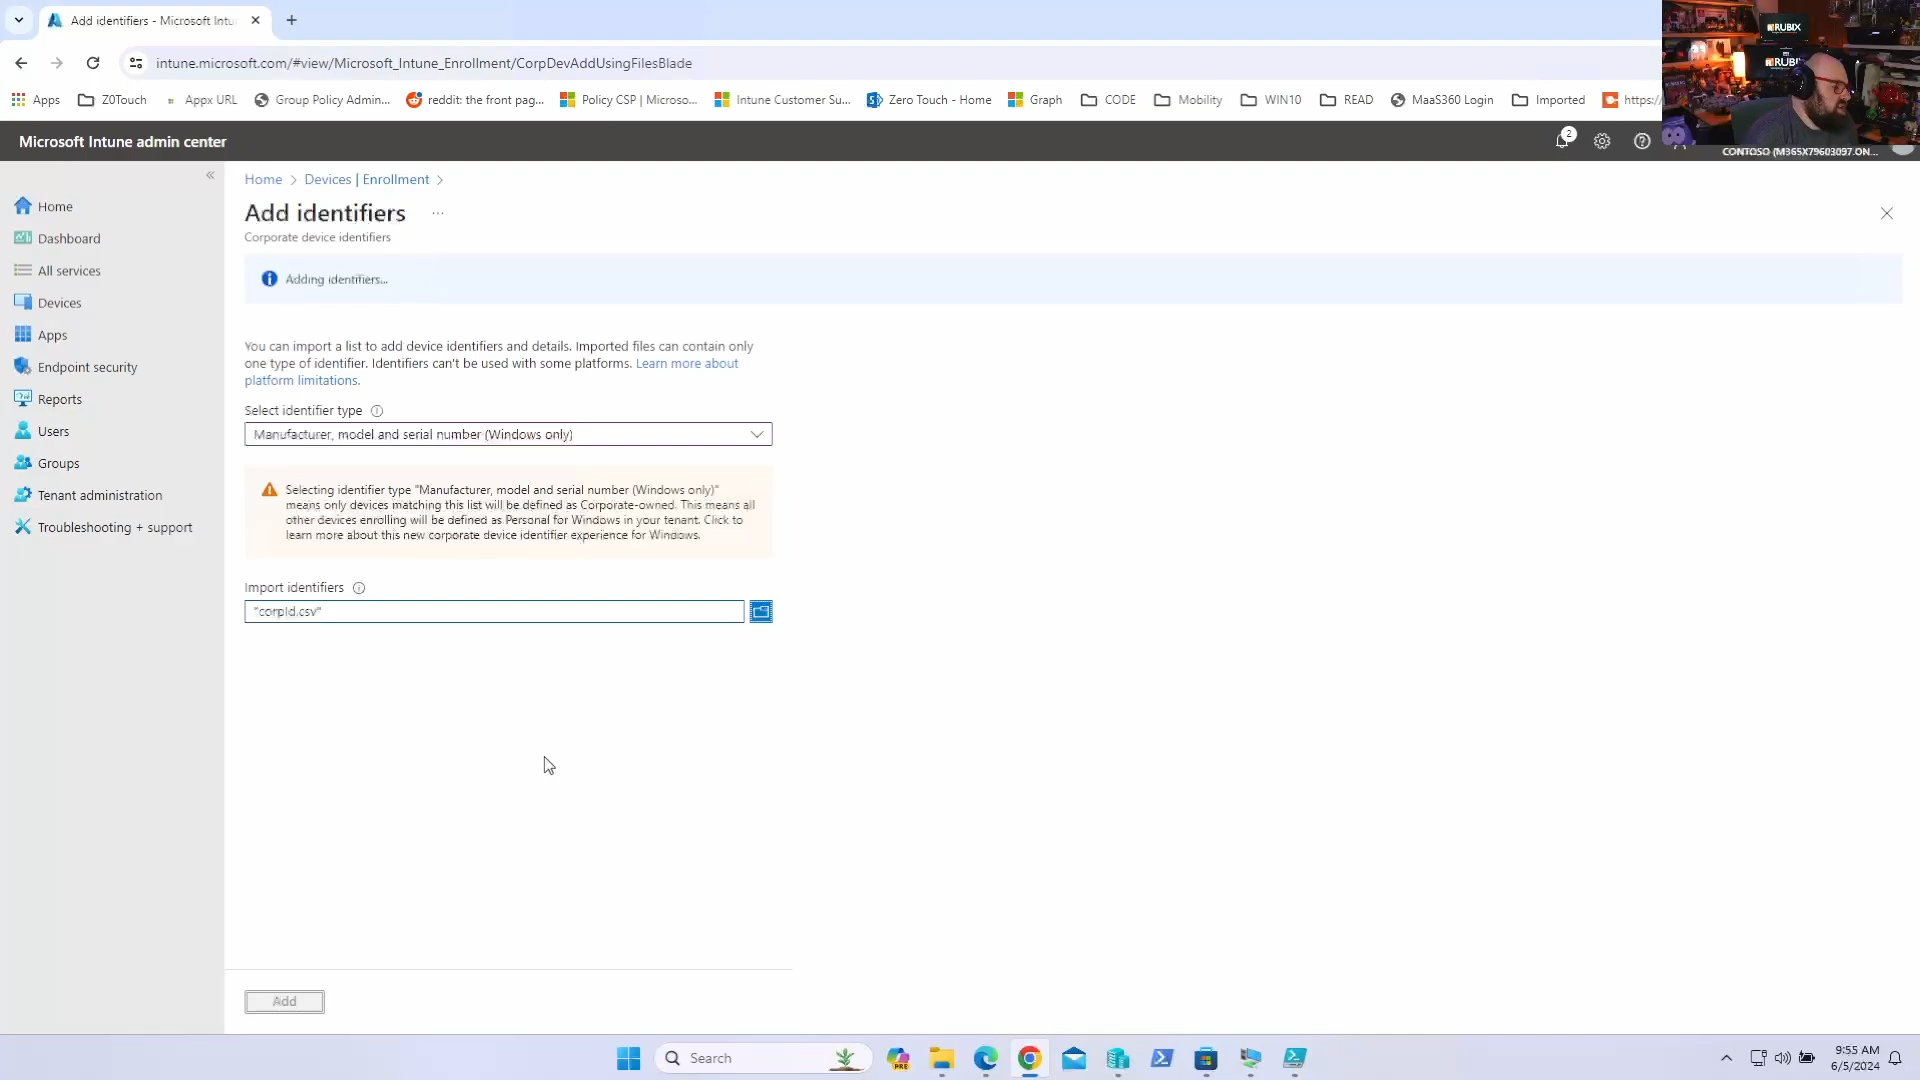 Add identifiers - Microsoft Intu
intune.microsoft.com/#view/Microsoft_Intune_Enrollment/CorpDevAddUsingFilesBlade
Apps
Z0Touch
Appx URL
Group Policy Admin...
reddit: the front pag...
Policy CSP | Microso...
Intune Customer Su...
Zero Touch - Home
Graph
CODE
Mobility
WIN10
READ
MaaS360 Login
Imported
https:/
RUBIX
RUBI
Microsoft Intune admin center
2
CONTOSO (M365X79603097.ON...
Home
Dashboard
All services
Devices
Apps
Endpoint security
Reports
Users
Groups
Tenant administration
Troubleshooting + support
Home > Devices | Enrollment >
Add identifiers ...
Corporate device identifiers
Adding identifiers...
You can import a list to add device identifiers and details. Imported files can contain only
one type of identifier. Identifiers can't be used with some platforms. Learn more about
platform limitations.
Select identifier type
Manufacturer, model and serial number (Windows only)
Selecting identifier type "Manufacturer, model and serial number (Windows only)"
means only devices matching this list will be defined as Corporate-owned. This means all
other devices enrolling will be defined as Personal for Windows in your tenant. Click to
learn more about this new corporate device identifier experience for Windows.
Import identifiers
"corpId.csv"
Add
Search
PRE
9:55 AM
6/5/2024